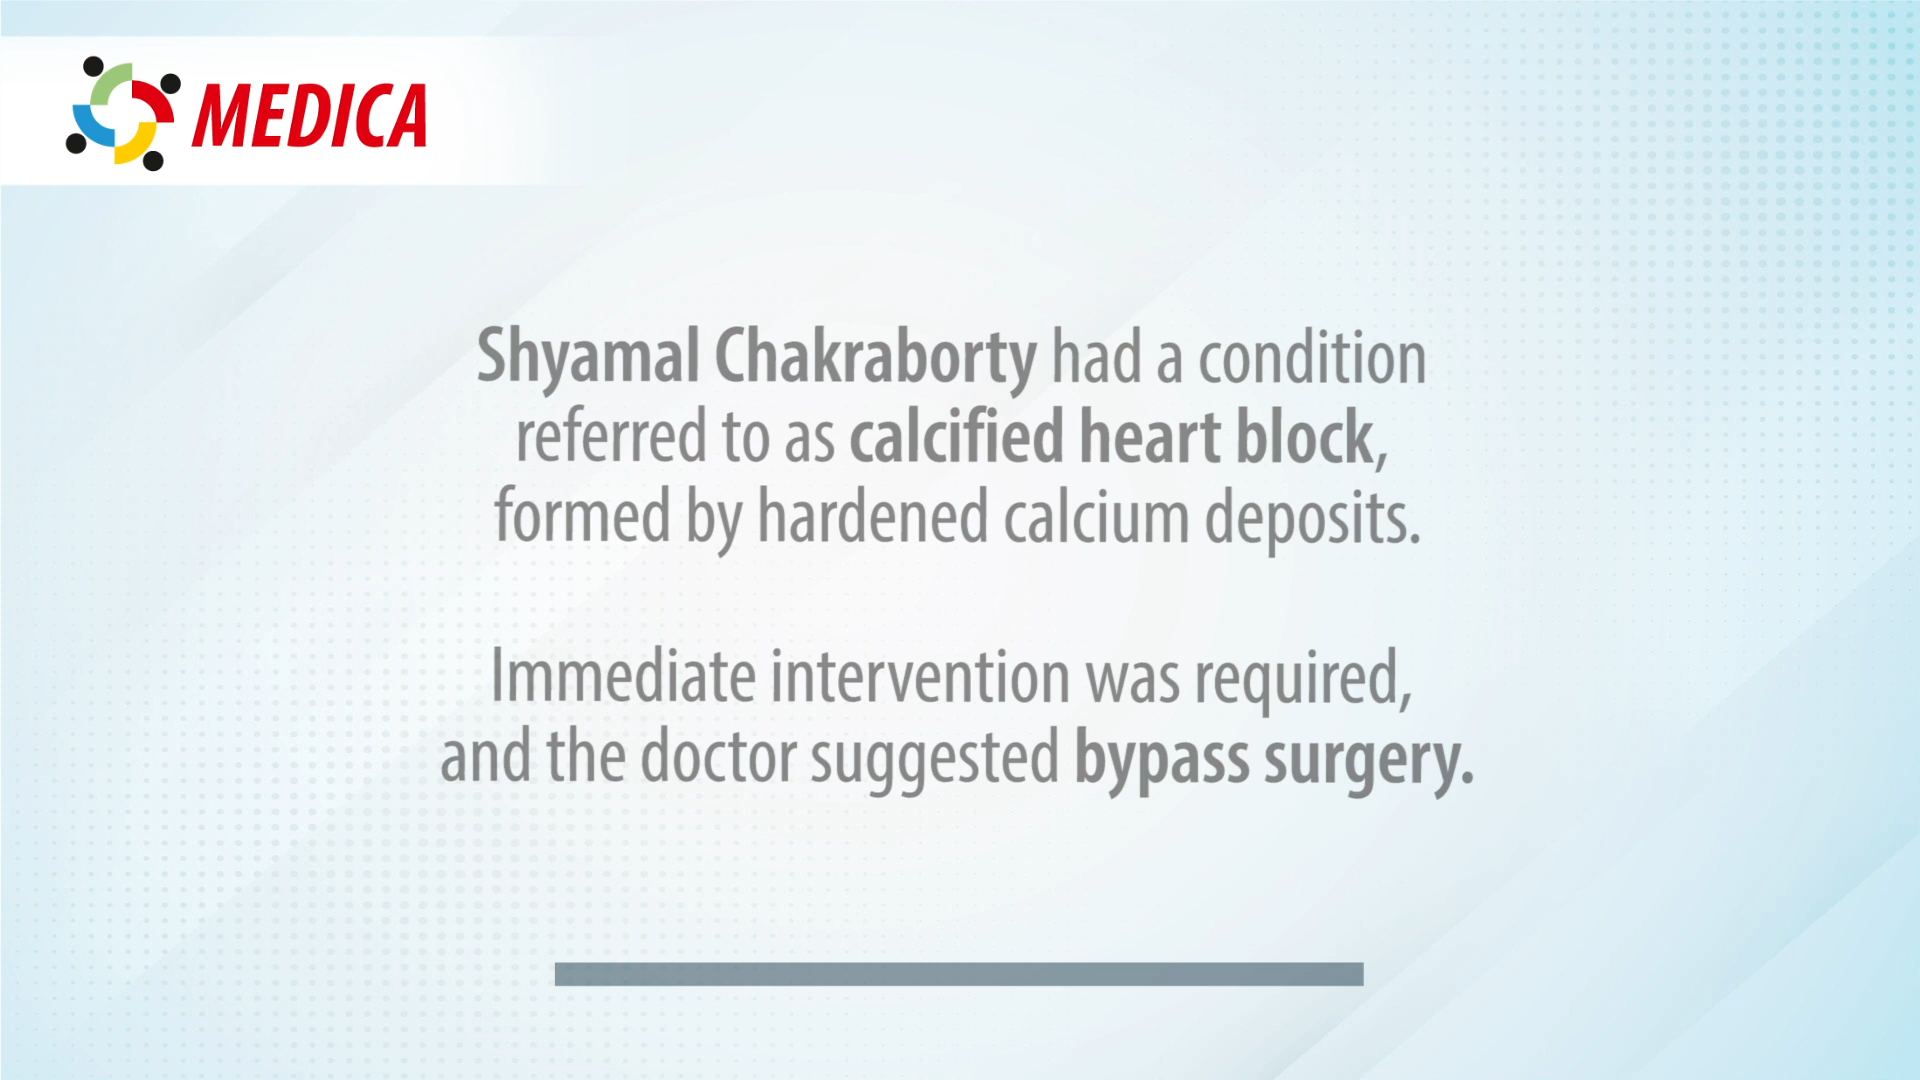 MEDICA
Shyamal Chakraborty had a condition
referred to as calcified heart block,
formed by hardened calcium deposits.
Immediate intervention was required,
and the doctor suggested bypass surgery.